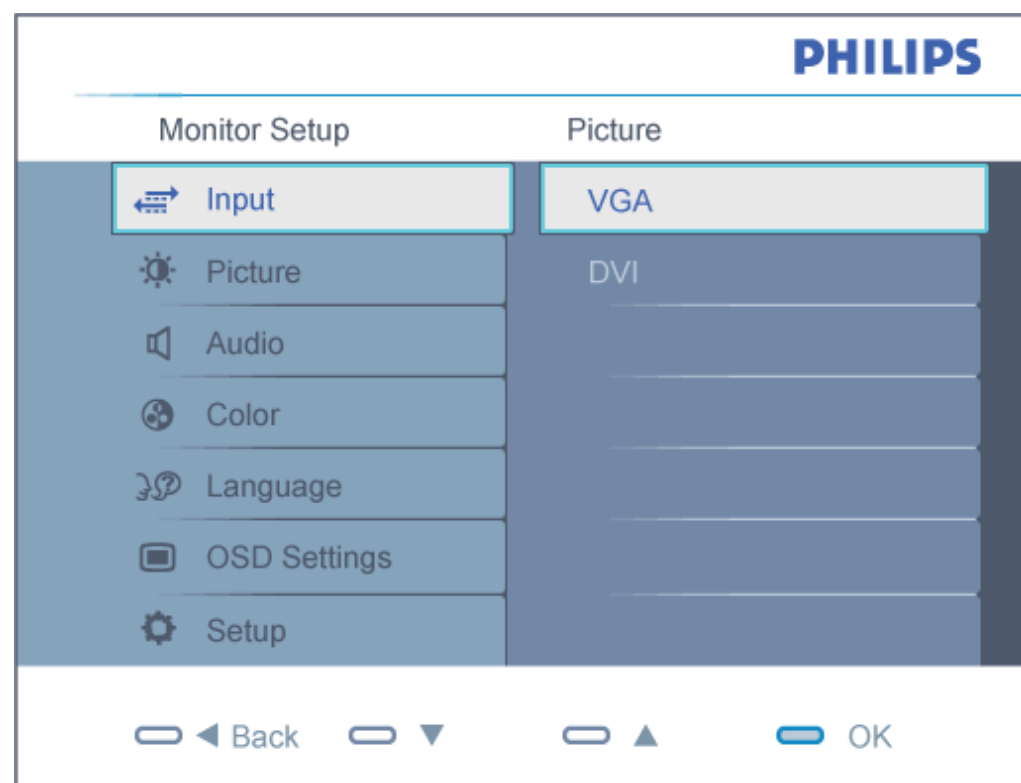 PHILIPS
Monitor Setup
Picture
Input
VGA
Picture
DVI
Audio
Color
Language
OSD Settings
Setup
Back
OK